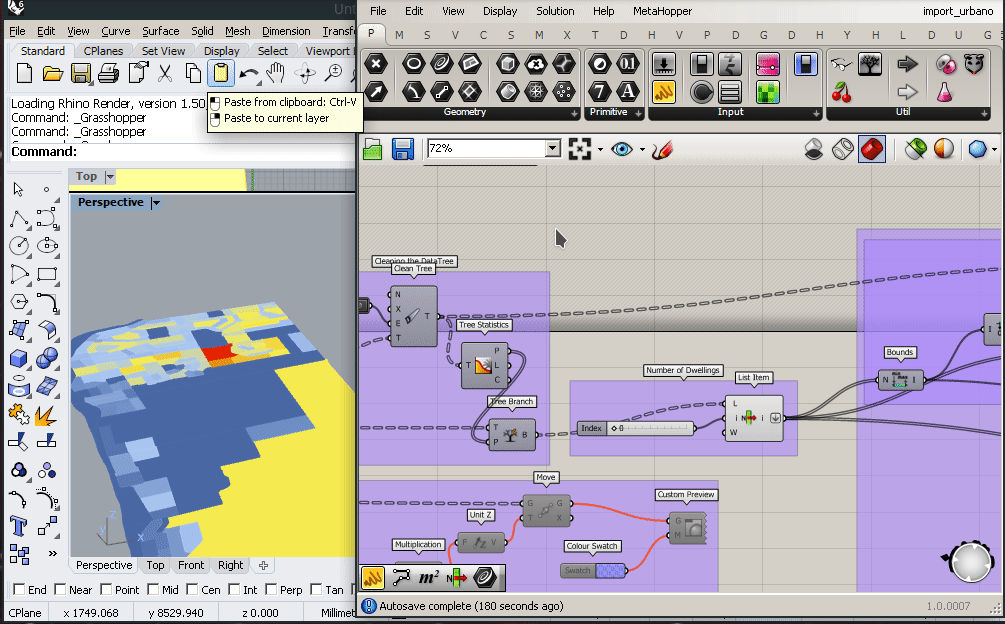 6
Unt
File Edit View Curve Surface Solid Mesh Dimension Transfo
Standard CPlanes Set View Display Select Viewport
Loading Rhino Render, version 1.50,
Command: _Grasshopper
Command: _Grasshopper
Command:
Paste from clipboard: Ctrl-V
Paste to current layer
Top
Perspective
z
y
x
Perspective Top Front Right
End Near Point Mid Cen Int Perp Tan
CPlane x 1749.068 y 8529.940 z 0.000 Millimet
File Edit View Display Solution Help MetaHopper import_urbano
P M S V C S M X T D H V P D G D H Y H L D U G
Geometry Primitive Input Util
72%
Cleaning the DataTree
Clean Tree
N
X
E
T
T
Tree Statistics
T
P
L
C
Tree Branch
T
P
B
Number of Dwellings
List Item
L
i
W
i
Index ◇ 0
Bounds
N I
I
Move
G
T
G
X
Unit Z
F V
Multiplication
Custom Preview
G
M
Colour Swatch
Swatch
m²
Autosave complete (180 seconds ago)
1.0.0007